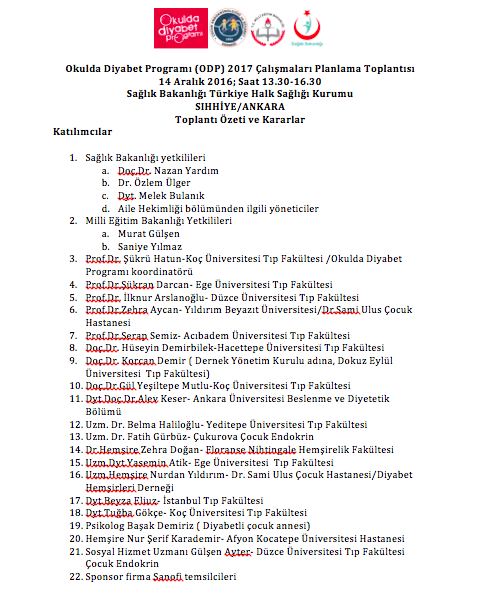 Okulda
Diyabet
Programı
Okulda Diyabet Programı (ODP) 2017 Çalışmaları Planlama Toplantısı
14 Aralık 2016; Saat 13.30-16.30
Sağlık Bakanlığı Türkiye Halk Sağlığı Kurumu
SIHHİYE/ANKARA
Toplantı Özeti ve Kararlar
Katılımcılar
1. Sağlık Bakanlığı yetkilileri
a. Doç.Dr. Nazan Yardım
b. Dr. Özlem Ülger
c. Dyt. Melek Bulanık
d. Aile Hekimliği bölümünden ilgili yöneticiler
2. Milli Eğitim Bakanlığı Yetkilileri
a. Murat Gülşen
b. Saniye Yılmaz
3. Prof.Dr. Şükrü Hatun-Koç Üniversitesi Tıp Fakültesi /Okulda Diyabet
Programı koordinatörü
4. Prof.Dr.Şükran Darcan- Ege Üniversitesi Tıp Fakültesi
5. Prof.Dr. İlknur Arslanoğlu- Düzce Üniversitesi Tıp Fakültesi
6. Prof.Dr.Zehra Aycan- Yıldırım Beyazıt Üniversitesi/Dr.Sami Ulus Çocuk
Hastanesi
7. Prof.Dr.Serap Semiz- Acıbadem Üniversitesi Tıp Fakültesi
8. Doç.Dr. Hüseyin Demirbilek-Hacettepe Üniversitesi Tıp Fakültesi
9. Doç.Dr. Korcan Demir ( Dernek Yönetim Kurulu adına, Dokuz Eylül
Üniversitesi Tıp Fakültesi)
10. Doç.Dr.Gül Yeşiltepe Mutlu-Koç Üniversitesi Tıp Fakültesi
11. Dyt.Doç.Dr.Alev Keser- Ankara Üniversitesi Beslenme ve Diyetetik
Bölümü
12. Uzm. Dr. Belma Haliloğlu- Yeditepe Üniversitesi Tıp Fakültesi
13. Uzm. Dr. Fatih Gürbüz- Çukurova Çocuk Endokrin
14. Dr.Hemşire Zehra Doğan- Floranse Nihtingale Hemşirelik Fakültesi
15. Uzm.Dyt.Yasemin Atik- Ege Üniversitesi Tıp Fakültesi
16. Uzm.Hemşire Nurdan Yıldırım- Dr. Sami Ulus Çocuk Hastanesi/Diyabet
Hemşirleri Derneği
17. Dyt.Beyza Eliuz- İstanbul Tıp Fakültesi
18. Dyt.Tuğba Gökçe- Koç Üniversitesi Tıp Fakültesi
19. Psikolog Başak Demiriz ( Diyabetli çocuk annesi)
20. Hemşire Nur Şerif Karademir- Afyon Kocatepe Üniversitesi Hastanesi
21. Sosyal Hizmet Uzmanı Gülşen Ayter- Düzce Üniversitesi Tıp Fakültesi
Çocuk Endokrin
22. Sponsor firma Sanofi temsilcileri